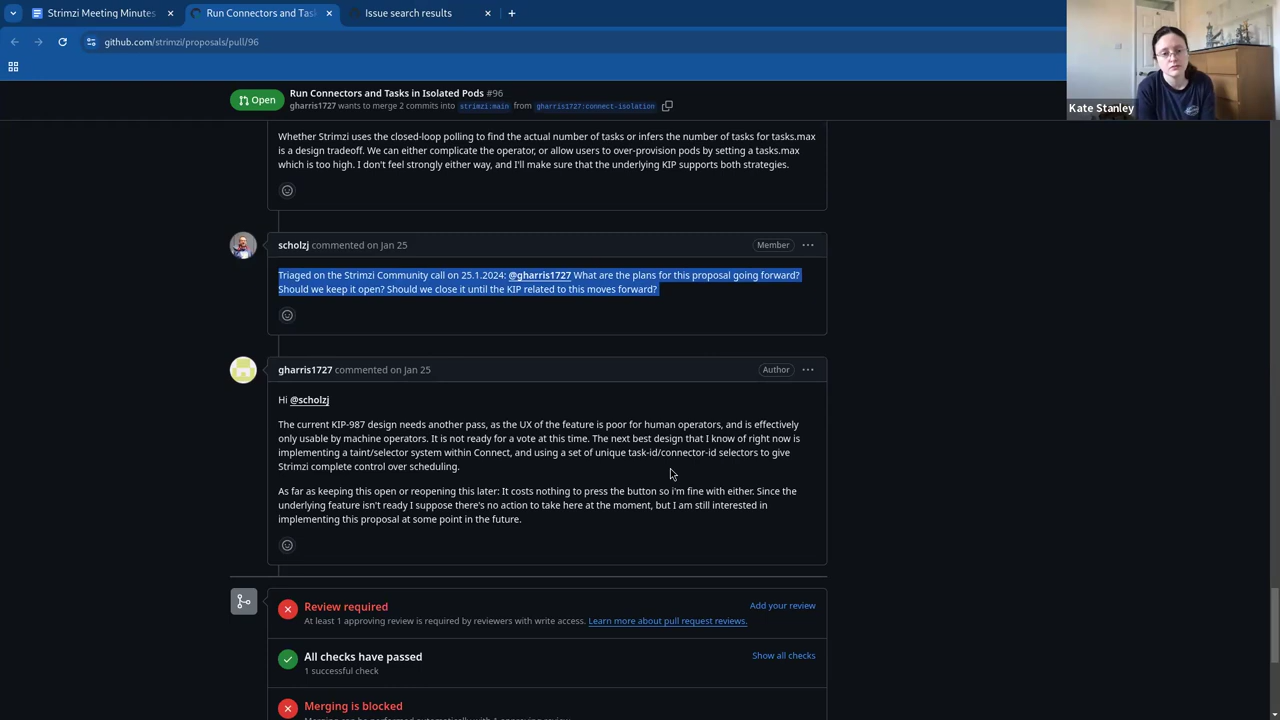 Strimzi Meeting Minutes
Run Connectors and Tas
Issue search results
github.com/strimzi/proposals/pull/96
Kate Stanley
Open
Run Connectors and Tasks in Isolated Pods #96
gharris1727 wants to merge 2 commits into strimzi:main from gharris1727:connect-isolation
Whether Strimzi uses the closed-loop polling to find the actual number of tasks or infers the number of tasks for tasks.max
is a design tradeoff. We can either complicate the operator, or allow users to over-provision pods by setting a tasks.max
which is too high. I don't feel strongly either way, and I'll make sure that the underlying KIP supports both strategies.
scholzj commented on Jan 25
Member
Triaged on the Strimzi Community call on 25.1.2024: @gharris1727 What are the plans for this proposal going forward?
Should we keep it open? Should we close it until the KIP related to this moves forward?
gharris1727 commented on Jan 25
Author
Hi @scholzj
The current KIP-987 design needs another pass, as the UX of the feature is poor for human operators, and is effectively
only usable by machine operators. It is not ready for a vote at this time. The next best design that I know of right now is
implementing a taint/selector system within Connect, and using a set of unique task-id/connector-id selectors to give
Strimzi complete control over scheduling.
As far as keeping this open or reopening this later: It costs nothing to press the button so i'm fine with either. Since the
underlying feature isn't ready I suppose there's no action to take here at the moment, but I am still interested in
implementing this proposal at some point in the future.
Review required
Add your review
At least 1 approving review is required by reviewers with write access. Learn more about pull request reviews.
All checks have passed
Show all checks
1 successful check
Merging is blocked